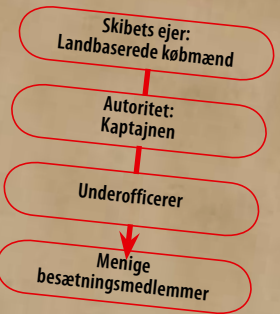 Skibets ejer:
Landbaserede købmænd
Autoritet:
Kaptajnen
Underofficerer
Menige
besætningsmedlemmer